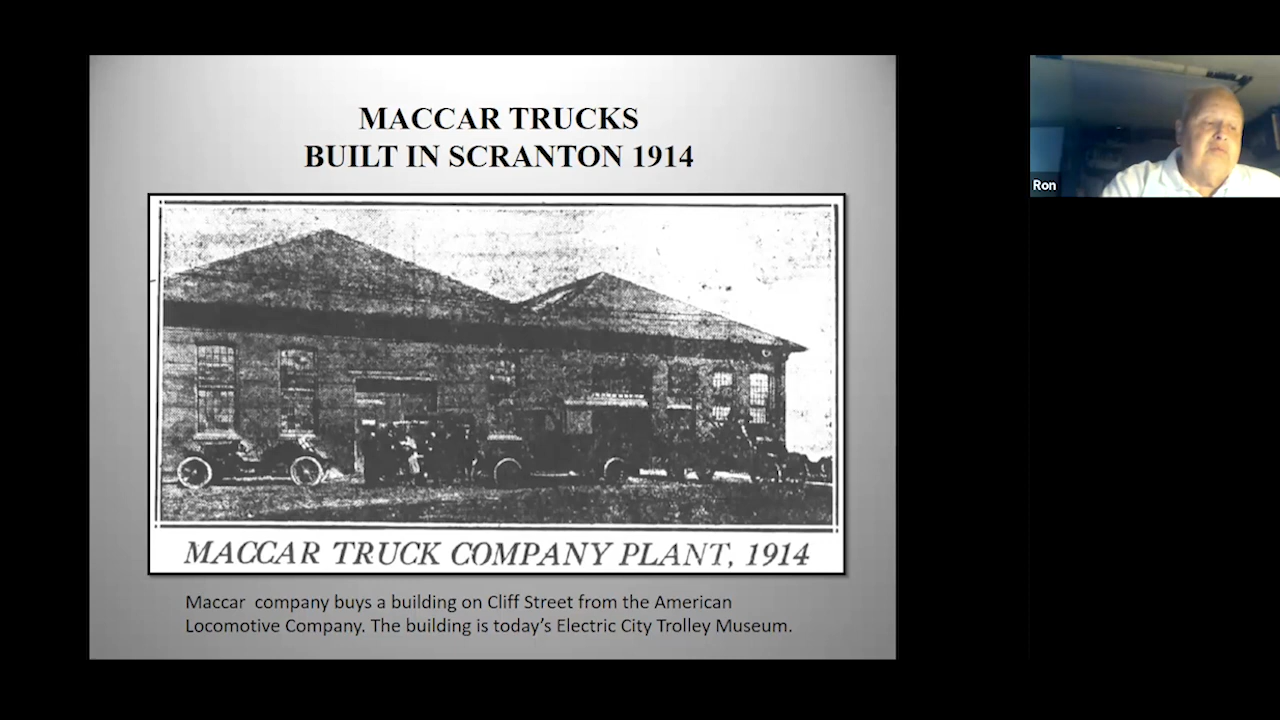 MACCAR TRUCKS
BUILT IN SCRANTON 1914
MACCAR TRUCK COMPANY PLANT, 1914
Maccar  company buys a building on Cliff Street from the American
Locomotive Company. The building is today’s Electric City Trolley Museum.
Ron